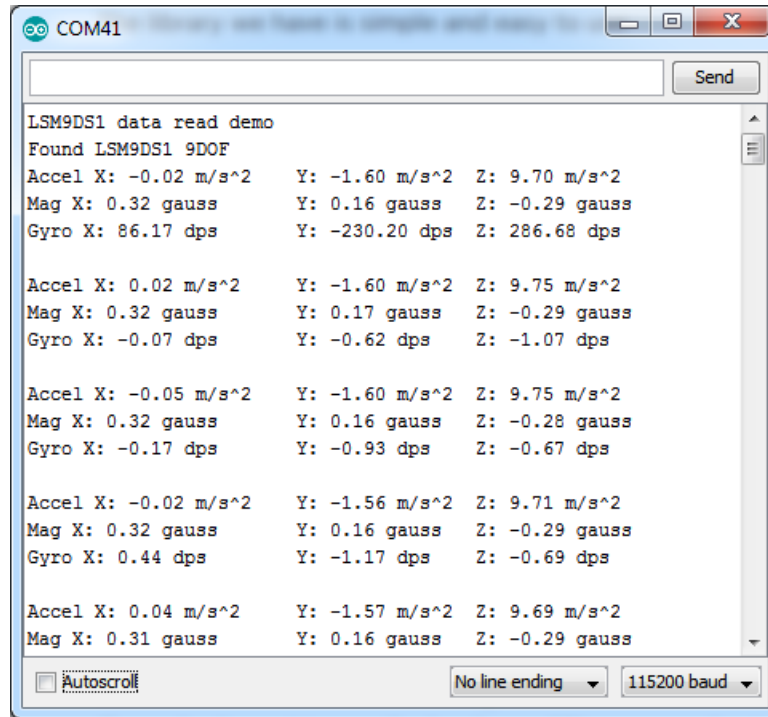 COM41
Send
LSM9DS1 data read demo
Found LSM9DS1 9DOF
Accel X: -0.02 m/s^2 Y: -1.60 m/s^2 Z: 9.70 m/s^2
Mag X: 0.32 gauss Y: 0.16 gauss Z: -0.29 gauss
Gyro X: 86.17 dps Y: -230.20 dps Z: 286.68 dps
Accel X: 0.02 m/s^2 Y: -1.60 m/s^2 Z: 9.75 m/s^2
Mag X: 0.32 gauss Y: 0.17 gauss Z: -0.29 gauss
Gyro X: -0.07 dps Y: -0.62 dps Z: -1.07 dps
Accel X: -0.05 m/s^2 Y: -1.60 m/s^2 Z: 9.75 m/s^2
Mag X: 0.32 gauss Y: 0.16 gauss Z: -0.28 gauss
Gyro X: -0.17 dps Y: -0.93 dps Z: -0.67 dps
Accel X: -0.02 m/s^2 Y: -1.56 m/s^2 Z: 9.71 m/s^2
Mag X: 0.32 gauss Y: 0.16 gauss Z: -0.29 gauss
Gyro X: 0.44 dps Y: -1.17 dps Z: -0.69 dps
Accel X: 0.04 m/s^2 Y: -1.57 m/s^2 Z: 9.69 m/s^2
Mag X: 0.31 gauss Y: 0.16 gauss Z: -0.29 gauss
Autoscroll No line ending 115200 baud